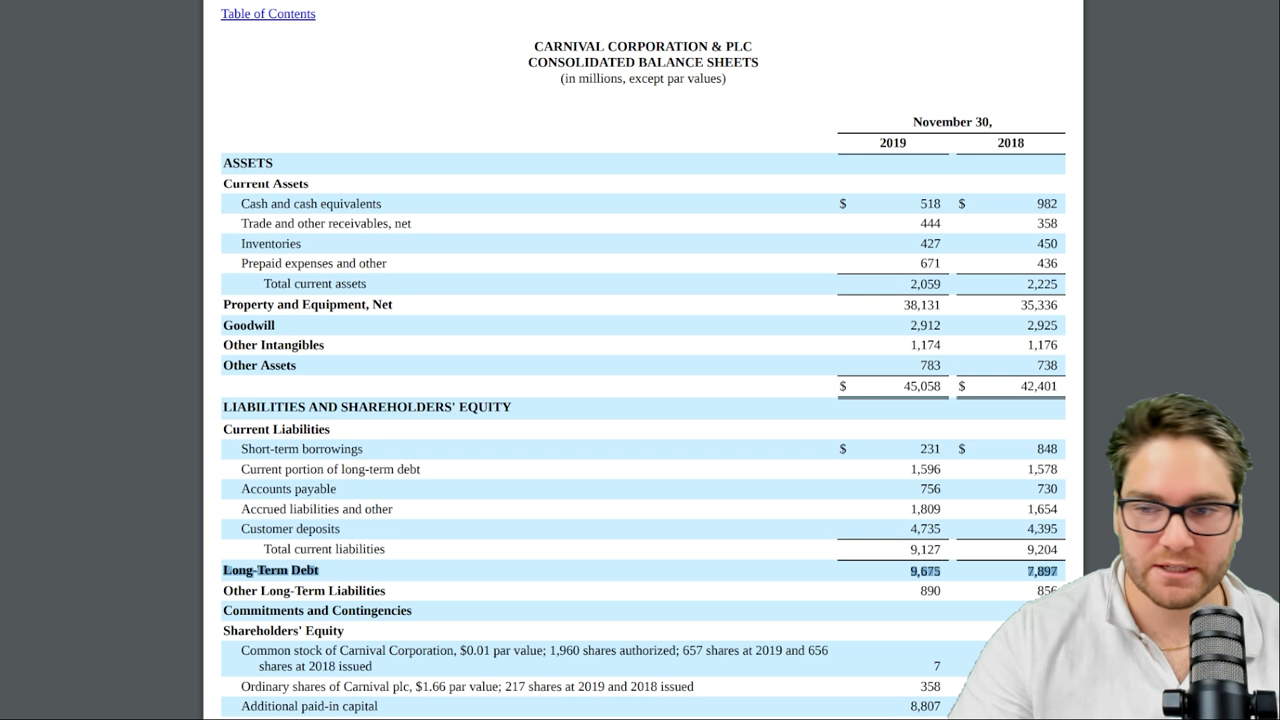 Table of Contents
CARNIVAL CORPORATION & PLC
CONSOLIDATED BALANCE SHEETS
(in millions, except par values)
November 30,
2019 2018
ASSETS
Current Assets
Cash and cash equivalents $ 518 $ 982
Trade and other receivables, net 444 358
Inventories 427 450
Prepaid expenses and other 671 436
Total current assets 2,059 2,225
Property and Equipment, Net 38,131 35,336
Goodwill 2,912 2,925
Other Intangibles 1,174 1,176
Other Assets 783 738
$ 45,058 $ 42,401
LIABILITIES AND SHAREHOLDERS' EQUITY
Current Liabilities
Short-term borrowings $ 231 $ 848
Current portion of long-term debt 1,596 1,578
Accounts payable 756 730
Accrued liabilities and other 1,809 1,654
Customer deposits 4,735 4,395
Total current liabilities 9,127 9,204
Long-Term Debt 9,675 7,897
Other Long-Term Liabilities 890 856
Commitments and Contingencies
Shareholders' Equity
Common stock of Carnival Corporation, $0.01 par value; 1,960 shares authorized; 657 shares at 2019 and 656
shares at 2018 issued 7
Ordinary shares of Carnival plc, $1.66 par value; 217 shares at 2019 and 2018 issued 358
Additional paid-in capital 8,807